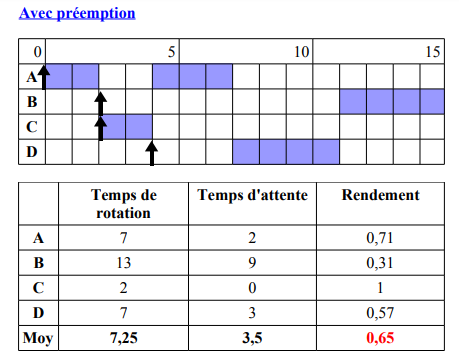 Avec préemption
0 5 10 15
A
B
C
D
Temps de rotation Temps d'attente Rendement
A 7 2 0,71
B 13 9 0,31
C 2 0 1
D 7 3 0,57
Moy 7,25 3,5 0,65